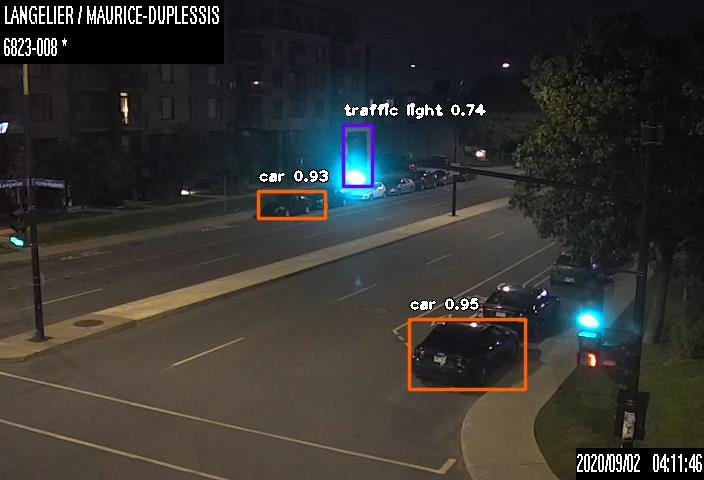 LANGELIER / MAURICE-DUPLESSIS
6823-008 *
traffic light 0.74
car 0.93
Langelier
car 0.95
2020/09/02 04:11:46